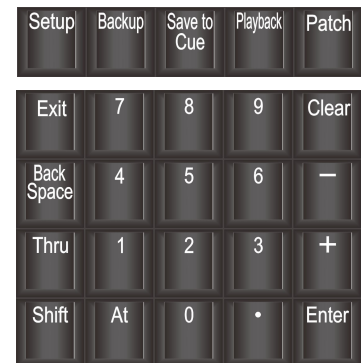 Setup Backup Save to Cue Playback Patch
Exit 7 8 9 Clear
Back Space 4 5 6 −
Thru 1 2 3 +
Shift At 0 • Enter